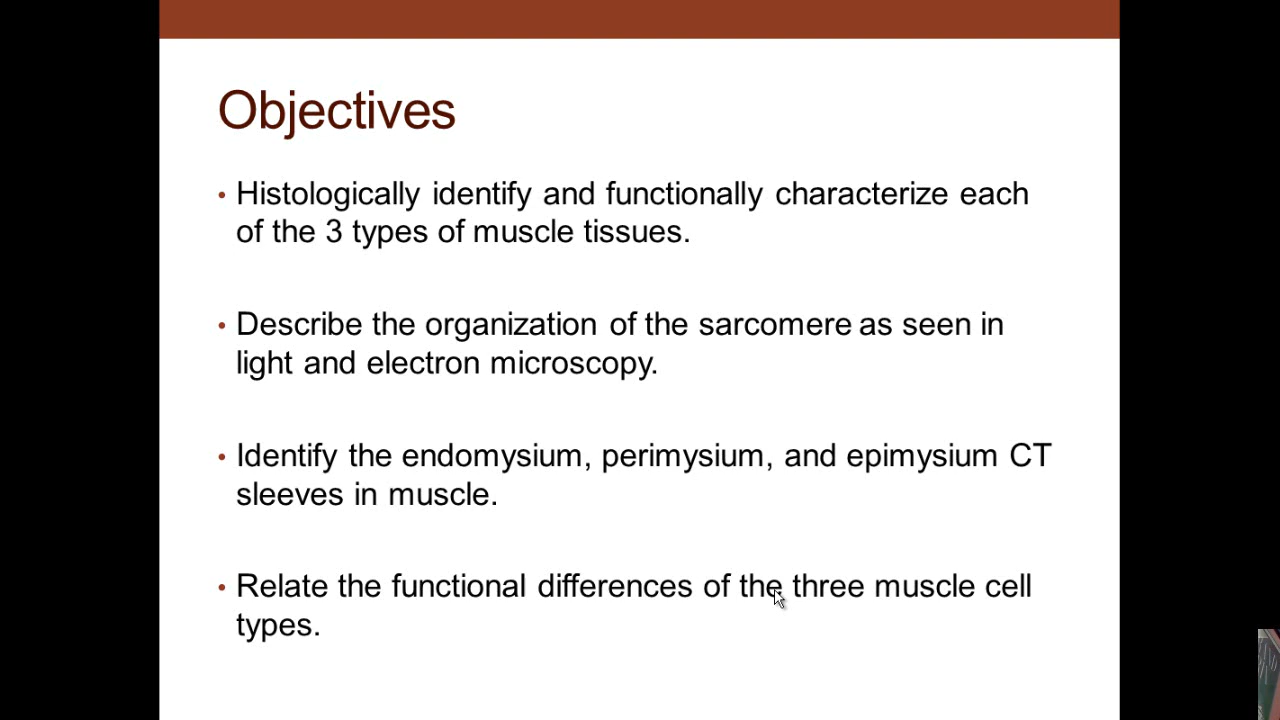 Objectives
• Histologically identify and functionally characterize each
of the 3 types of muscle tissues.
• Describe the organization of the sarcomere as seen in
light and electron microscopy.
• Identify the endomysium, perimysium, and epimysium CT
sleeves in muscle.
• Relate the functional differences of the three muscle cell
types.